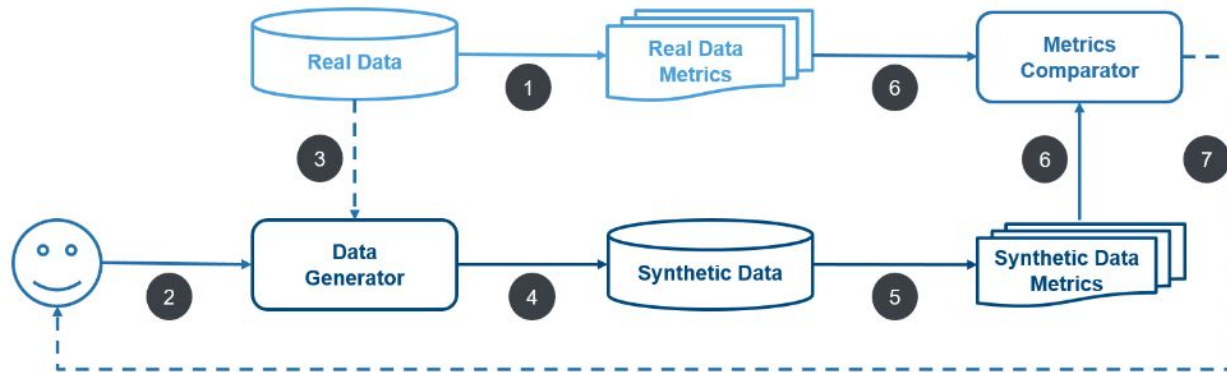 Real Data
Real Data
Metrics
Metrics
Comparator
1
6
3
6
7
Data
Generator
Synthetic Data
Synthetic Data
Metrics
2
4
5